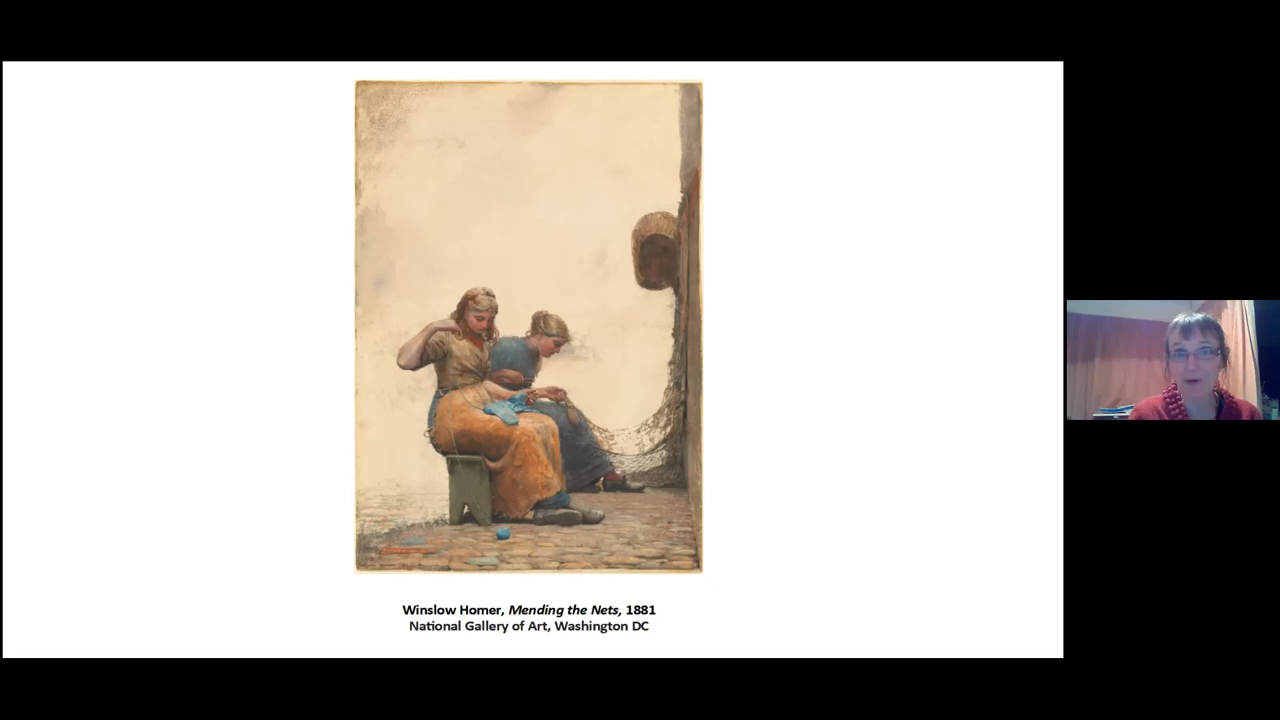 Winslow Homer, Mending the Nets, 1881
National Gallery of Art, Washington DC